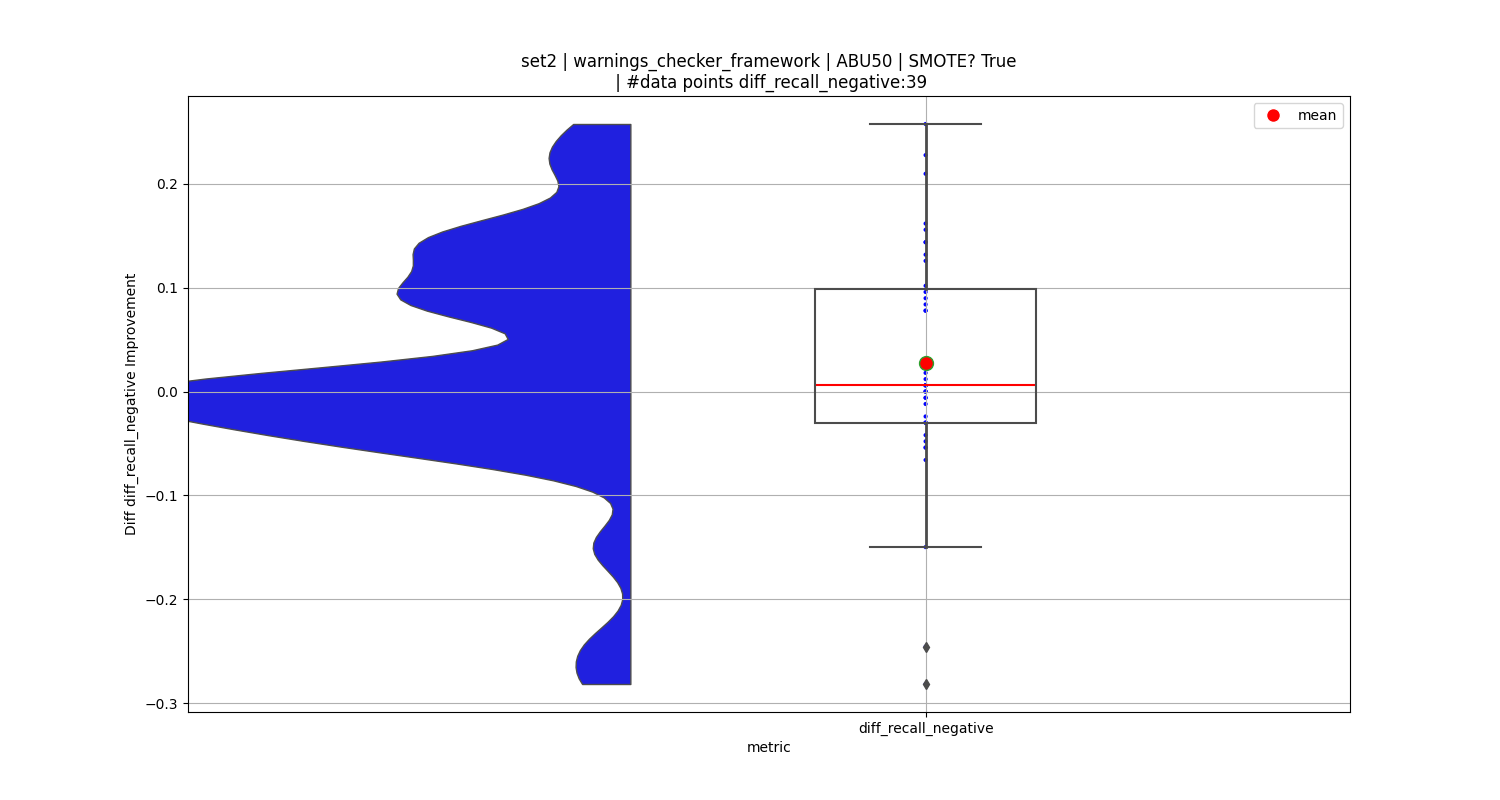 set2 | warnings_checker_framework | ABU50 | SMOTE? True
| #data points diff_recall_negative:39
mean
0.2
0.1
0.0
−0.1
−0.2
−0.3
Diff diff_recall_negative Improvement
diff_recall_negative
metric